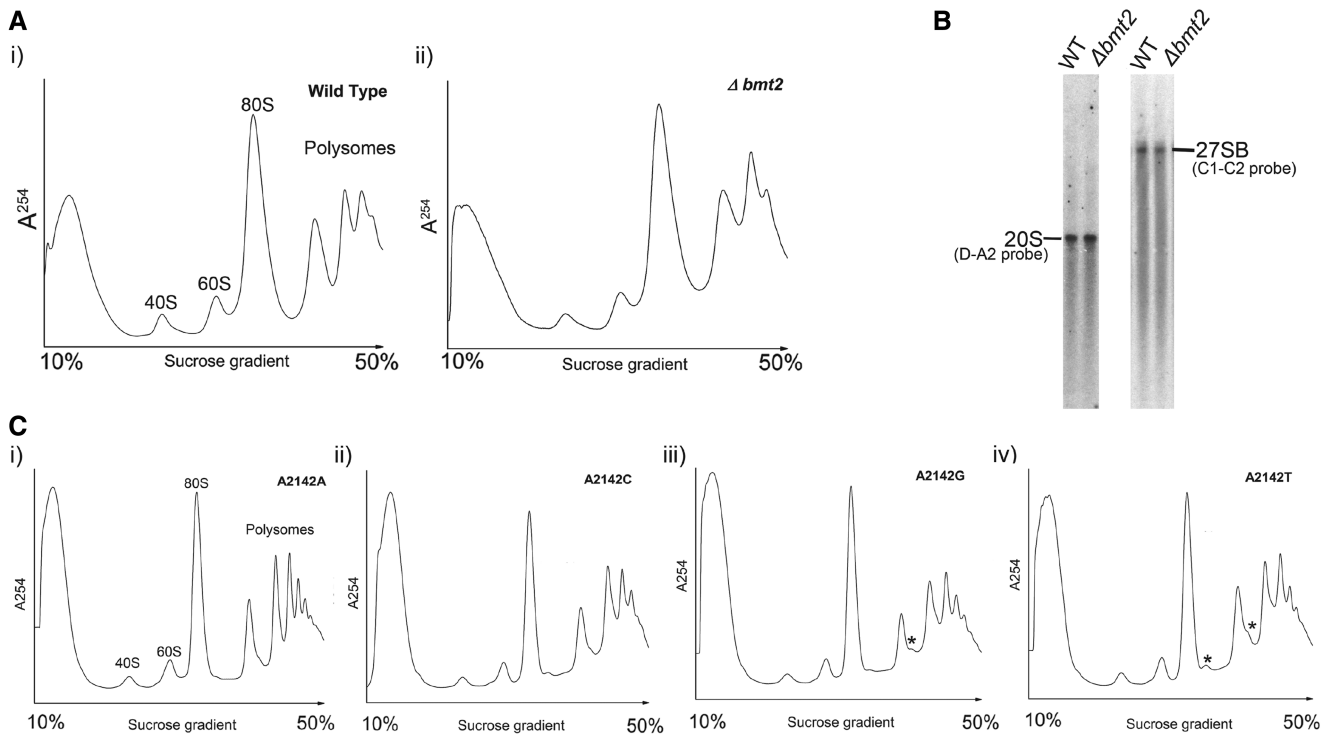 A
i)
Wild Type
80S
Polysomes
40S
60S
A254
10%
Sucrose gradient
50%
ii)
Δ bmt2
A254
10%
Sucrose gradient
50%
B
WT
Δbmt2
WT
Δbmt2
27SB
(C1-C2 probe)
20S
(D-A2 probe)
C
i)
A2142A
80S
Polysomes
40S
60S
A254
10%
Sucrose gradient
50%
ii)
A2142C
A254
10%
Sucrose gradient
50%
iii)
A2142G
*
A254
10%
Sucrose gradient
50%
iv)
A2142T
*
*
A254
10%
Sucrose gradient
50%